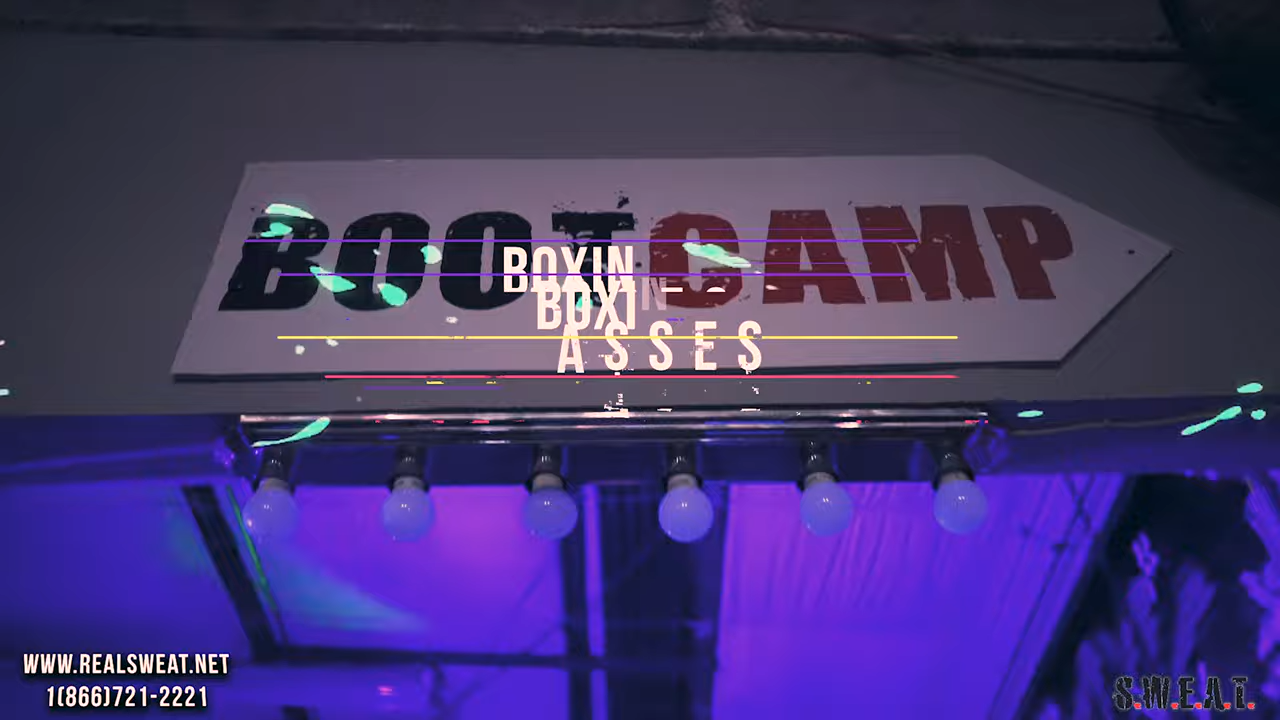 BOOTCAMP
BOXIN
BOXI
ASSES
WWW.REALSWEAT.NET
1(866)721-2221
S.W.E.A.T.